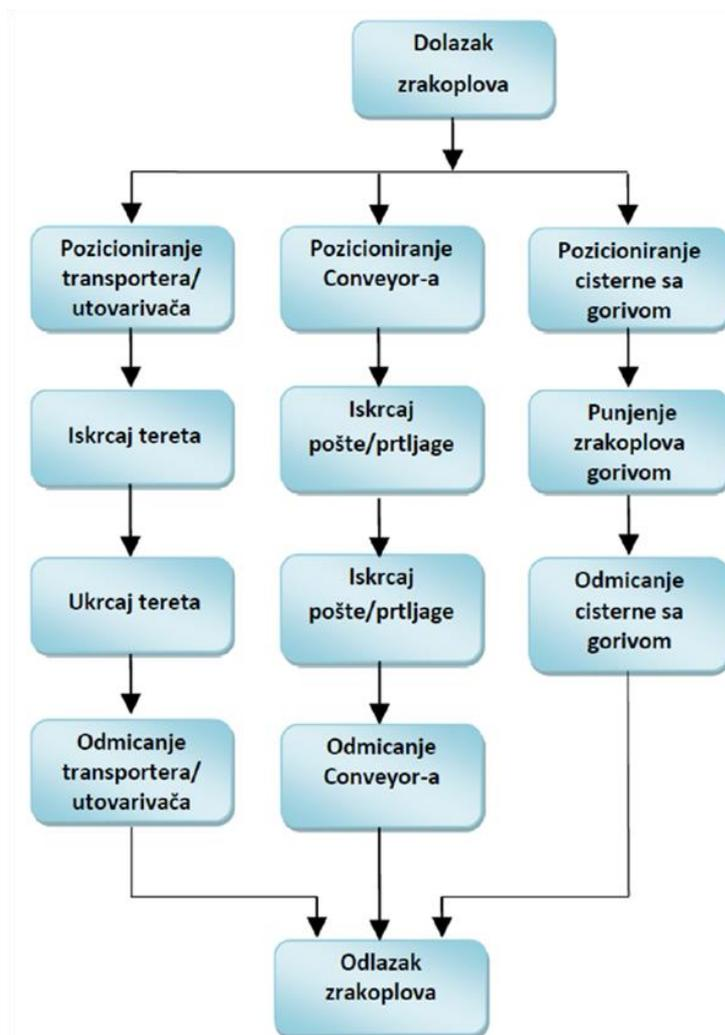 Dolazak
zrakoplova
Pozicioniranje
transportera/
utovarivača
Pozicioniranje
Conveyor-a
Pozicioniranje
cisterne sa
gorivom
Iskrcaj tereta
Iskrcaj
pošte/prtljage
Punjenje
zrakoplova
gorivom
Ukrcaj tereta
Iskrcaj
pošte/prtljage
Odmicanje
cisterne sa
gorivom
Odmicanje
transportera/
utovarivača
Odmicanje
Conveyor-a
Odlazak
zrakoplova